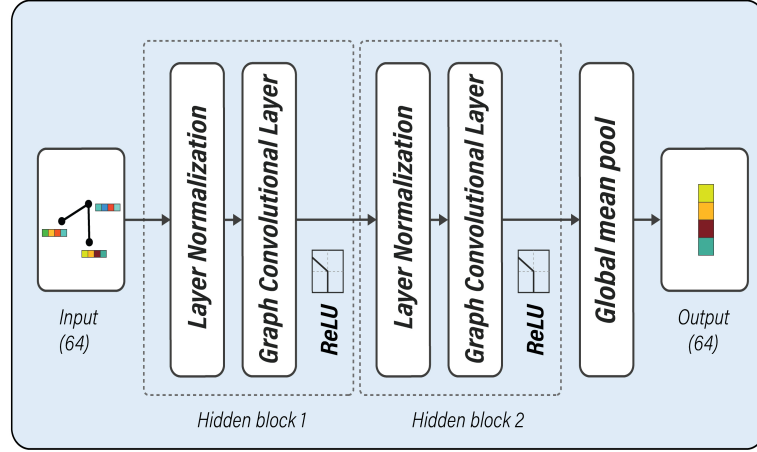 Input
(64)
Layer Normalization
Graph Convolutional Layer
ReLU
Hidden block 1
Layer Normalization
Graph Convolutional Layer
ReLU
Hidden block 2
Global mean pool
Output
(64)